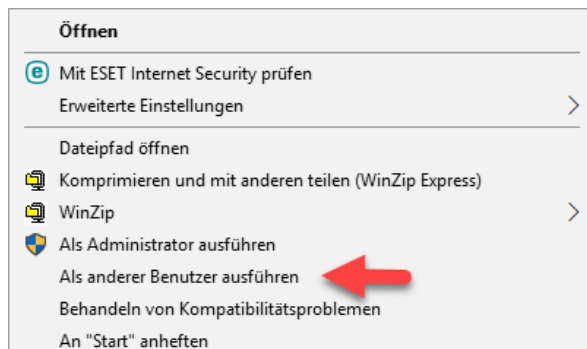 Öffnen
Mit ESET Internet Security prüfen
Erweiterte Einstellungen
Dateipfad öffnen
Komprimieren und mit anderen teilen (WinZip Express)
WinZip
Als Administrator ausführen
Als anderer Benutzer ausführen
Behandeln von Kompatibilitätsproblemen
An "Start" anheften